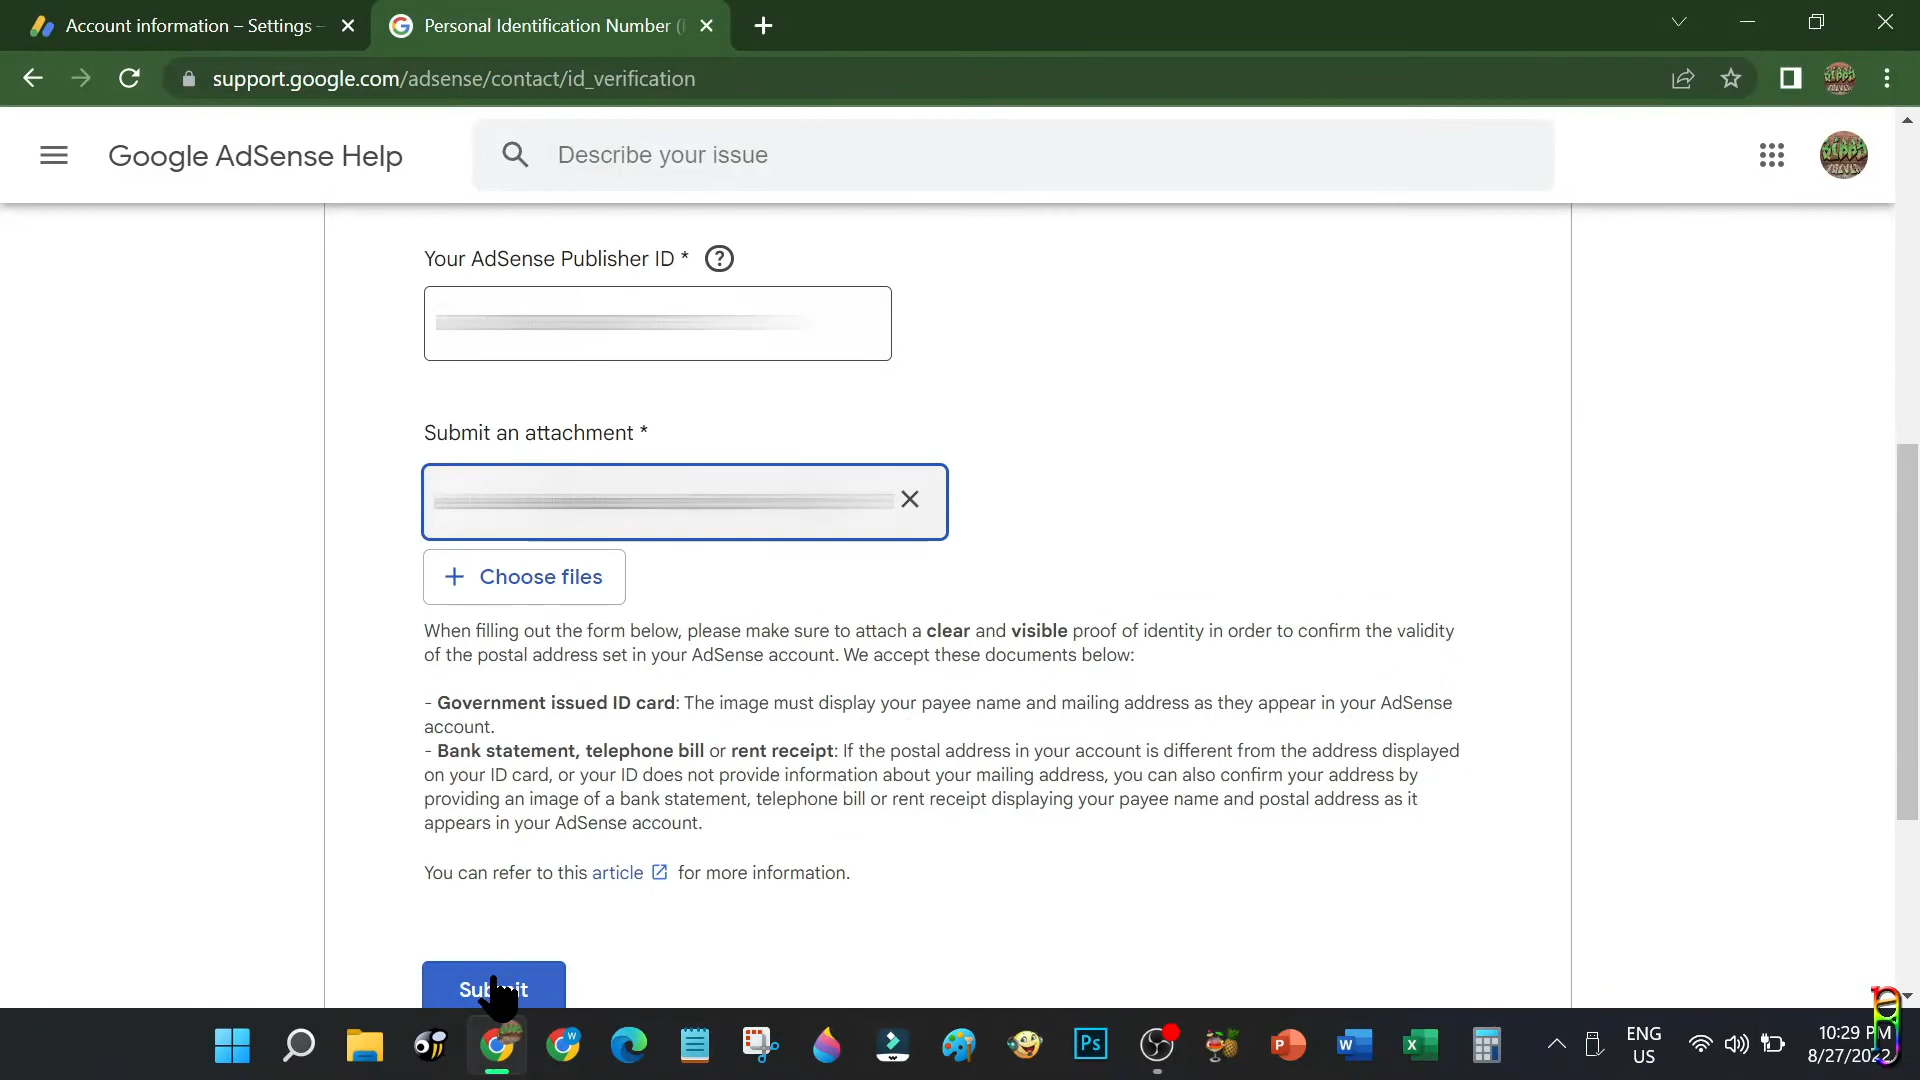 Account information – Settings –
Personal Identification Number (
support.google.com/adsense/contact/id_verification
Google AdSense Help
Describe your issue
Your AdSense Publisher ID *
Submit an attachment *
Choose files
When filling out the form below, please make sure to attach a clear and visible proof of identity in order to confirm the validity
of the postal address set in your AdSense account. We accept these documents below:
- Government issued ID card: The image must display your payee name and mailing address as they appear in your AdSense
account.
- Bank statement, telephone bill or rent receipt: If the postal address in your account is different from the address displayed
on your ID card, or your ID does not provide information about your mailing address, you can also confirm your address by
providing an image of a bank statement, telephone bill or rent receipt displaying your payee name and postal address as it
appears in your AdSense account.
You can refer to this article for more information.
Submit
ENG
US
10:29 PM
8/27/2022